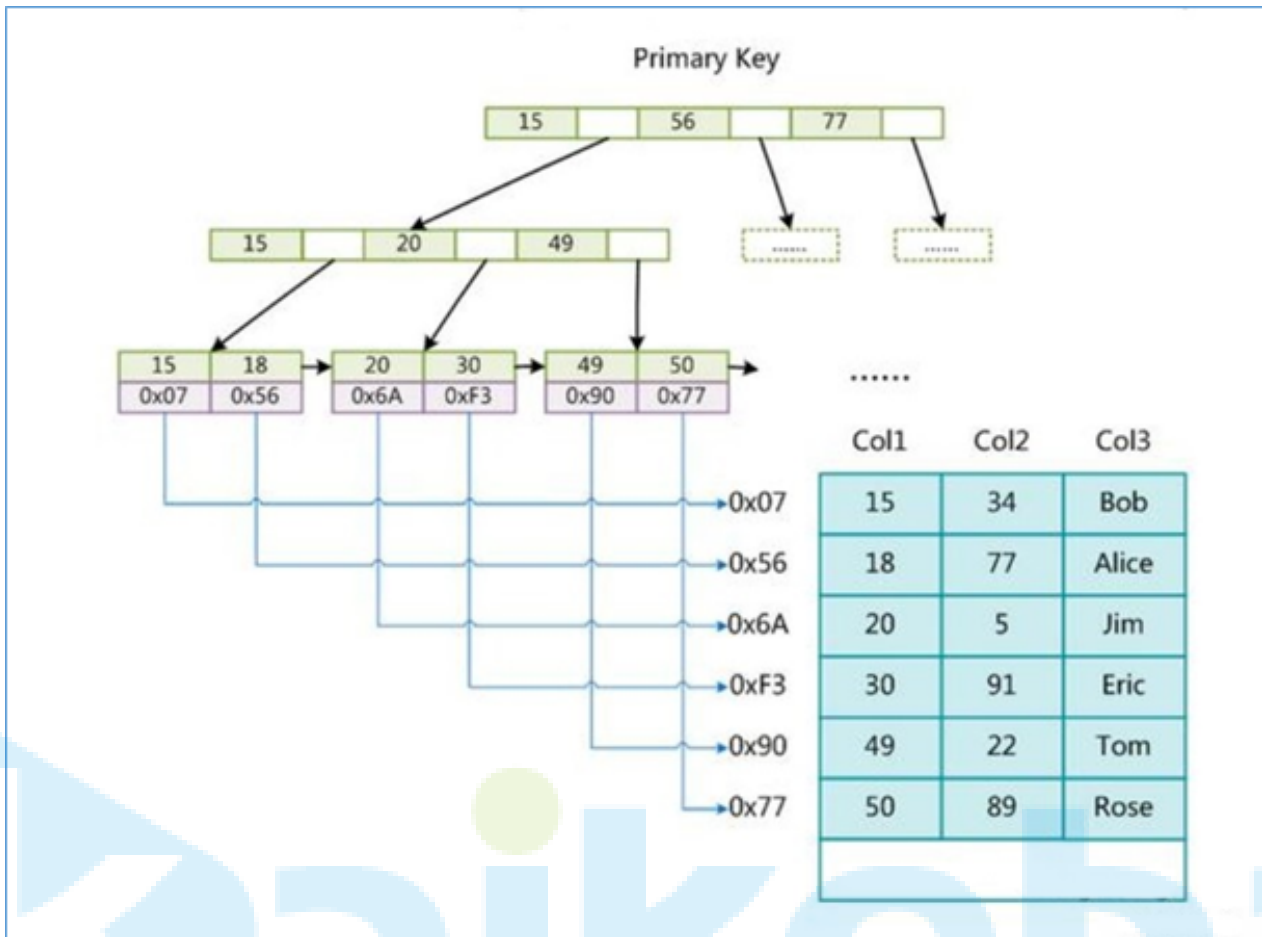 Primary Key
15 56 77
15 20 49 ...... ......
15 18 20 30 49 50 ......
0x07 0x56 0x6A 0xF3 0x90 0x77
Col1 Col2 Col3
0x07 15 34 Bob
0x56 18 77 Alice
0x6A 20 5 Jim
0xF3 30 91 Eric
0x90 49 22 Tom
0x77 50 89 Rose